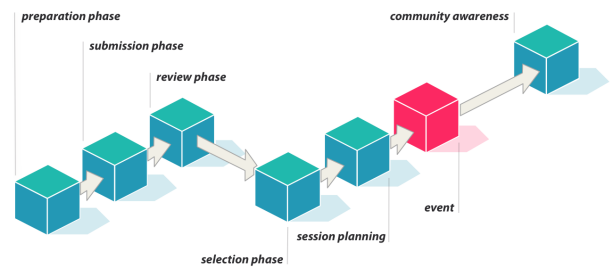 preparation phase
submission phase
review phase
selection phase
session planning
event
community awareness